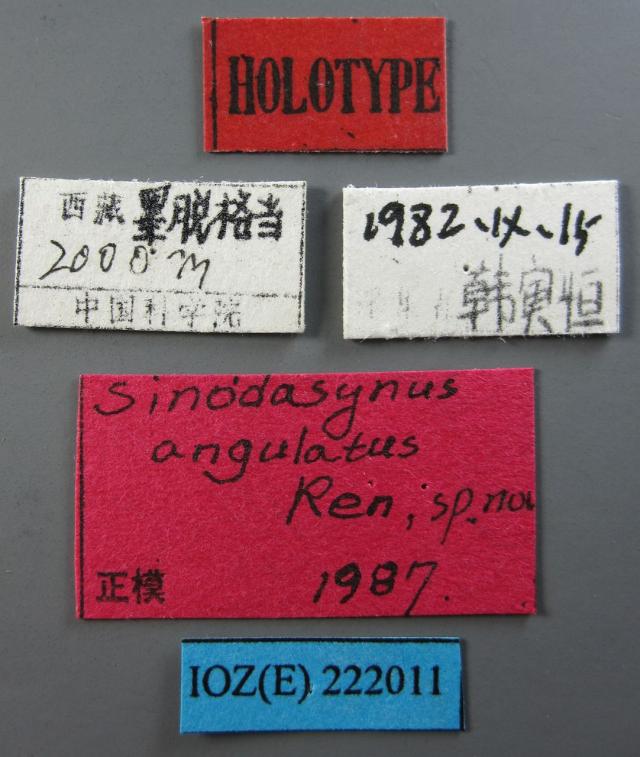 HOLOTYPE
西藏墨脱格当
2000m
中国科学院
1982.IX.15
韩寅恒
Sinodasynus
angulatus
Ren, sp. nov
正模 1987.
IOZ(E) 222011